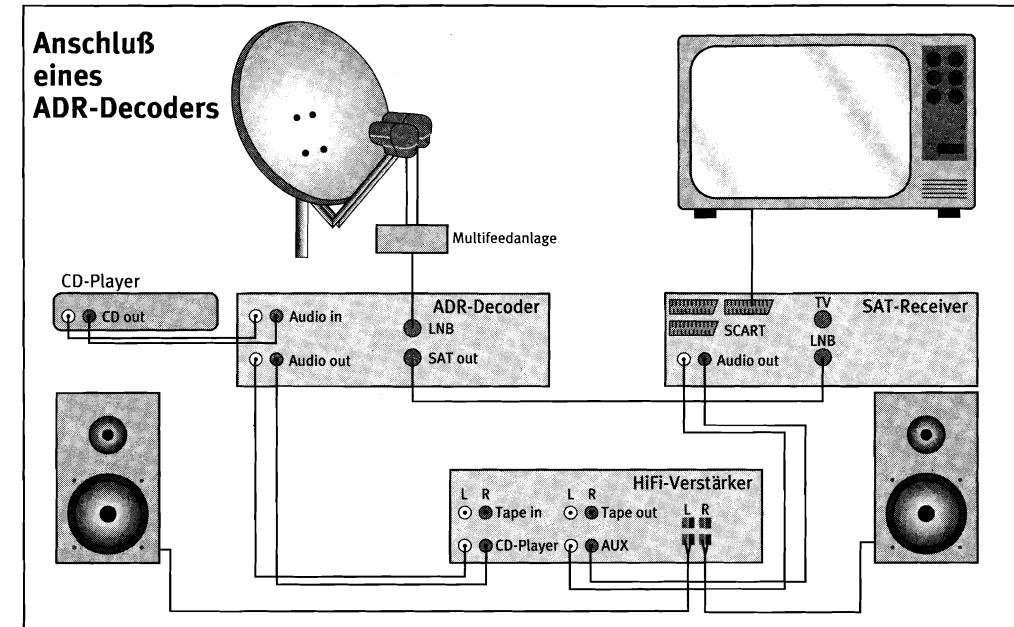 Anschluß
eines
ADR-Decoders
Multifeedanlage
CD-Player
CD out
ADR-Decoder
Audio in
LNB
Audio out
SAT out
SAT-Receiver
TV
SCART
LNB
Audio out
HiFi-Verstärker
L R L R
Tape in Tape out L R
CD-Player AUX